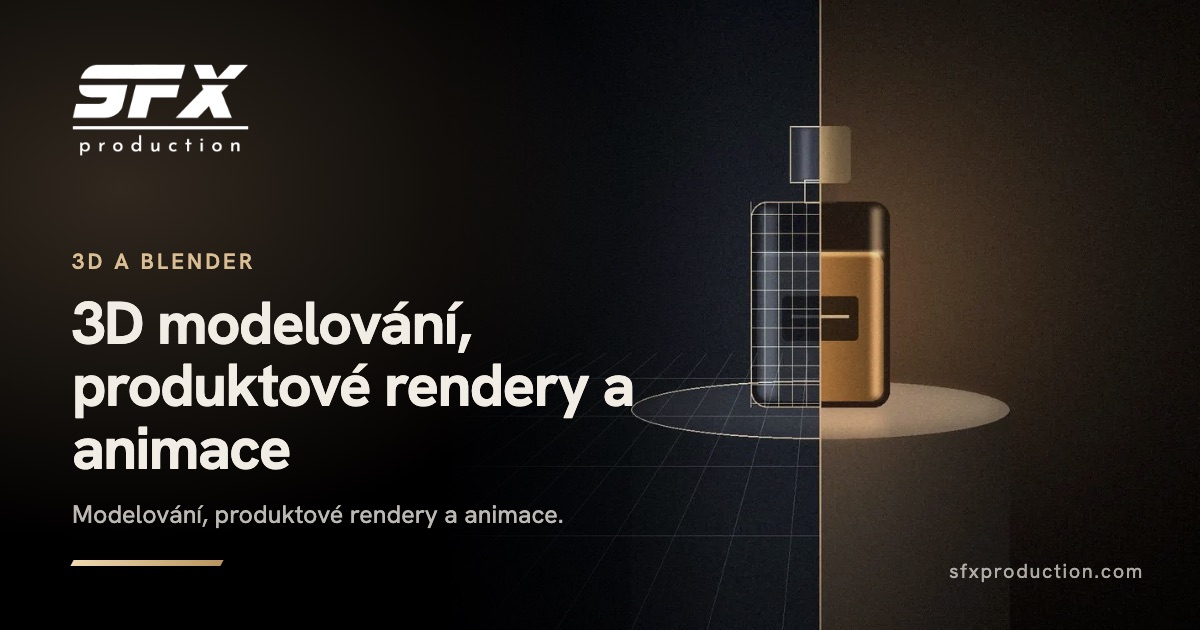 SFX
production
3D A BLENDER
3D modelování,
produktové rendery a
animace
Modelování, produktové rendery a animace.
sfxproduction.com